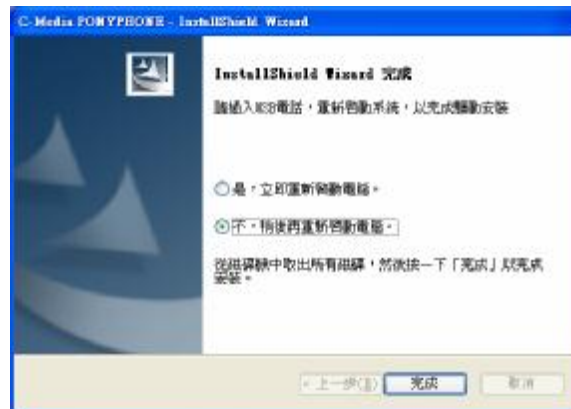 C-Media PONYPHONE - InstallShield Wizard
InstallShield Wizard 完成
請插入USB電話，重新啟動系統，以完成驅動安裝
是，立即重新啟動電腦。
不，稍後再重新啟動電腦。
從磁碟機中取出所有磁碟，然後按一下「完成」以完成
安裝。
< 上一步(B)
完成
取消